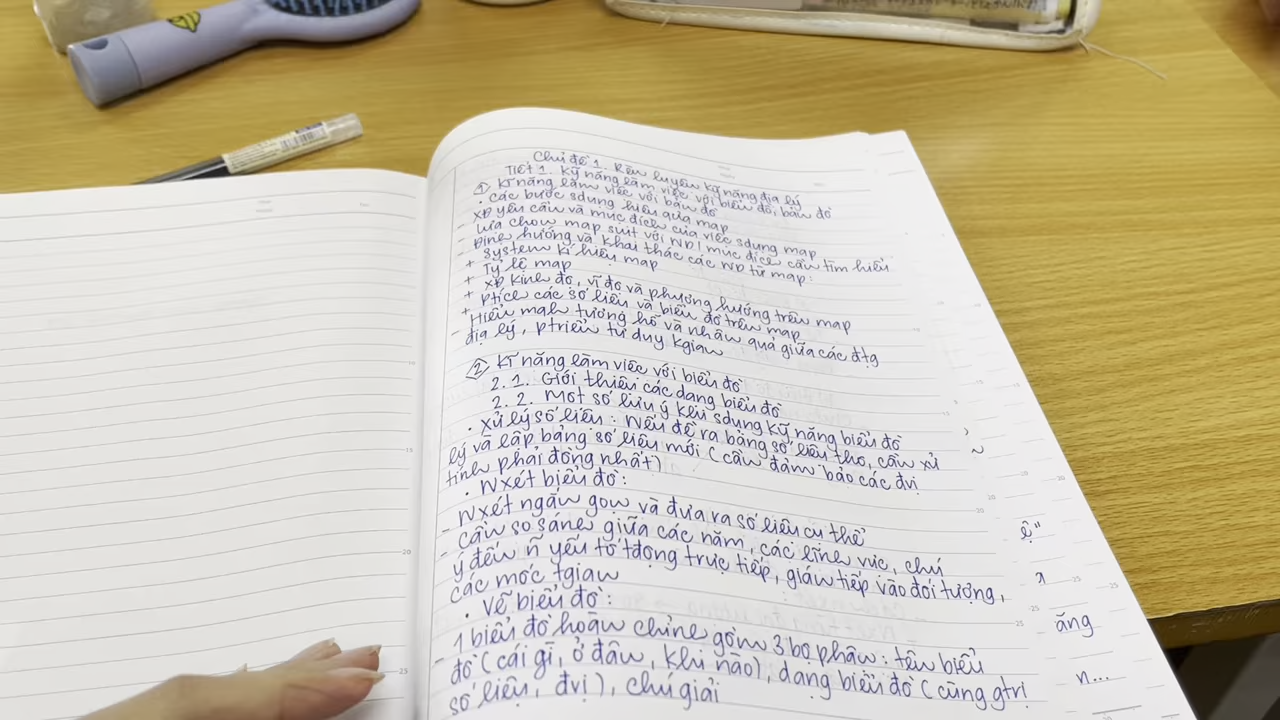 Chủ đề 1. Rèn luyện kỹ năng địa lý
Tiết 1. Kỹ năng làm việc với biểu đồ, bản đồ
① Kĩ năng làm việc với bản đồ
• Các bước sdụng hiệu quả map
- XĐ yêu cầu và mục đích của việc sdụng map
- Lựa chọn map suit với ND/ mục đích cần tìm hiểu
- Định hướng và khai thác các ND từ map:
+ System kí hiệu map
+ Tỷ lệ map
+ XĐ kinh độ, vĩ độ và phương hướng trên map
+ Ptích các số liệu và biểu đồ trên map
- Hiểu mqh tương hỗ và nhân quả giữa các đtg
địa lý, ptriển tư duy kgian
② Kĩ năng làm việc với biểu đồ
2.1. Giới thiệu các dạng biểu đồ
2.2. Một số lưu ý khi sdụng kỹ năng biểu đồ
• Xử lý số liệu: Nếu đề ra bảng số liệu thô, cần xử
lý và lập bảng số liệu mới (cần đảm bảo các đvị
tính phải đồng nhất)
• Nxét biểu đồ:
- Nxét ngắn gọn và đưa ra số liệu cụ thể
- Cần so sánh giữa các năm, các lĩnh vực, chú
ý đến ñ yếu tố tđộng trực tiếp, gián tiếp vào đối tượng,
các mốc tgian
• Vẽ biểu đồ:
- 1 biểu đồ hoàn chỉnh gồm 3 bộ phận: tên biểu
đồ (cái gì, ở đâu, khi nào), dạng biểu đồ (cùng gtrị
số liệu, đvị), chú giải
ăng
n...